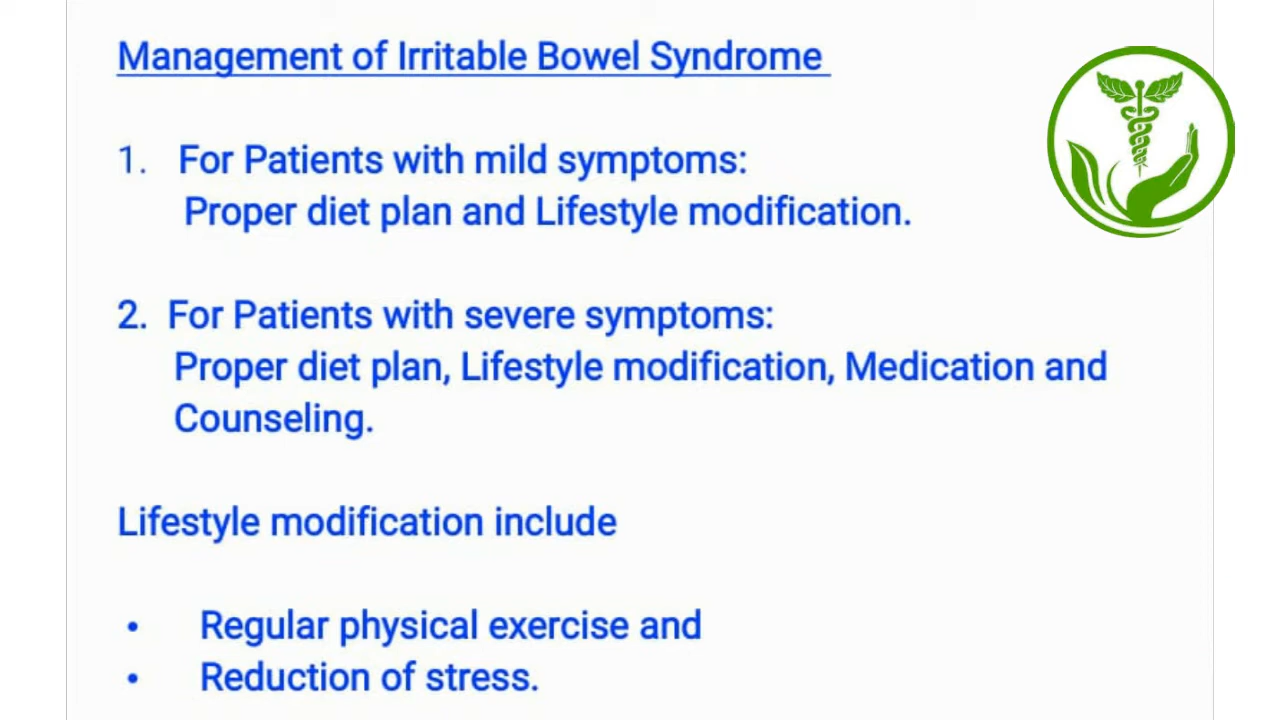 Management of Irritable Bowel Syndrome
1. For Patients with mild symptoms:
Proper diet plan and Lifestyle modification.
2. For Patients with severe symptoms:
Proper diet plan, Lifestyle modification, Medication and
Counseling.
Lifestyle modification include
• Regular physical exercise and
• Reduction of stress.